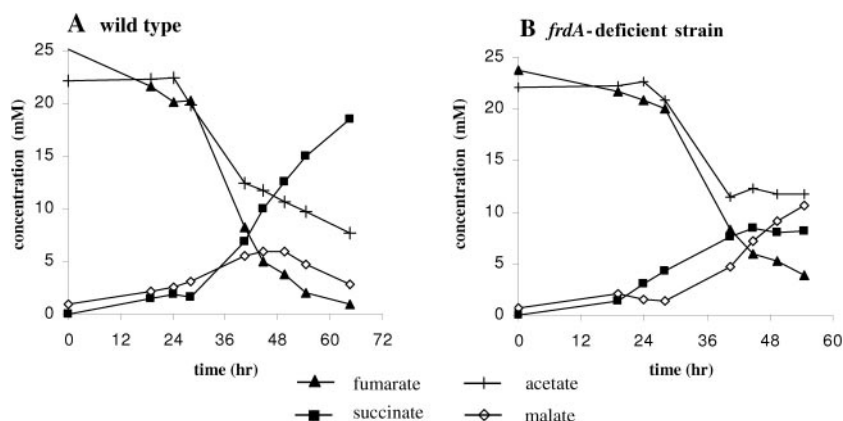 A wild type
B frdA-deficient strain
concentration (mM)
25
20
15
10
5
0
0 12 24 36 48 60 72
time (hr)
concentration (mM)
25
20
15
10
5
0
0 12 24 36 48 60
time (hr)
fumarate
acetate
succinate
malate